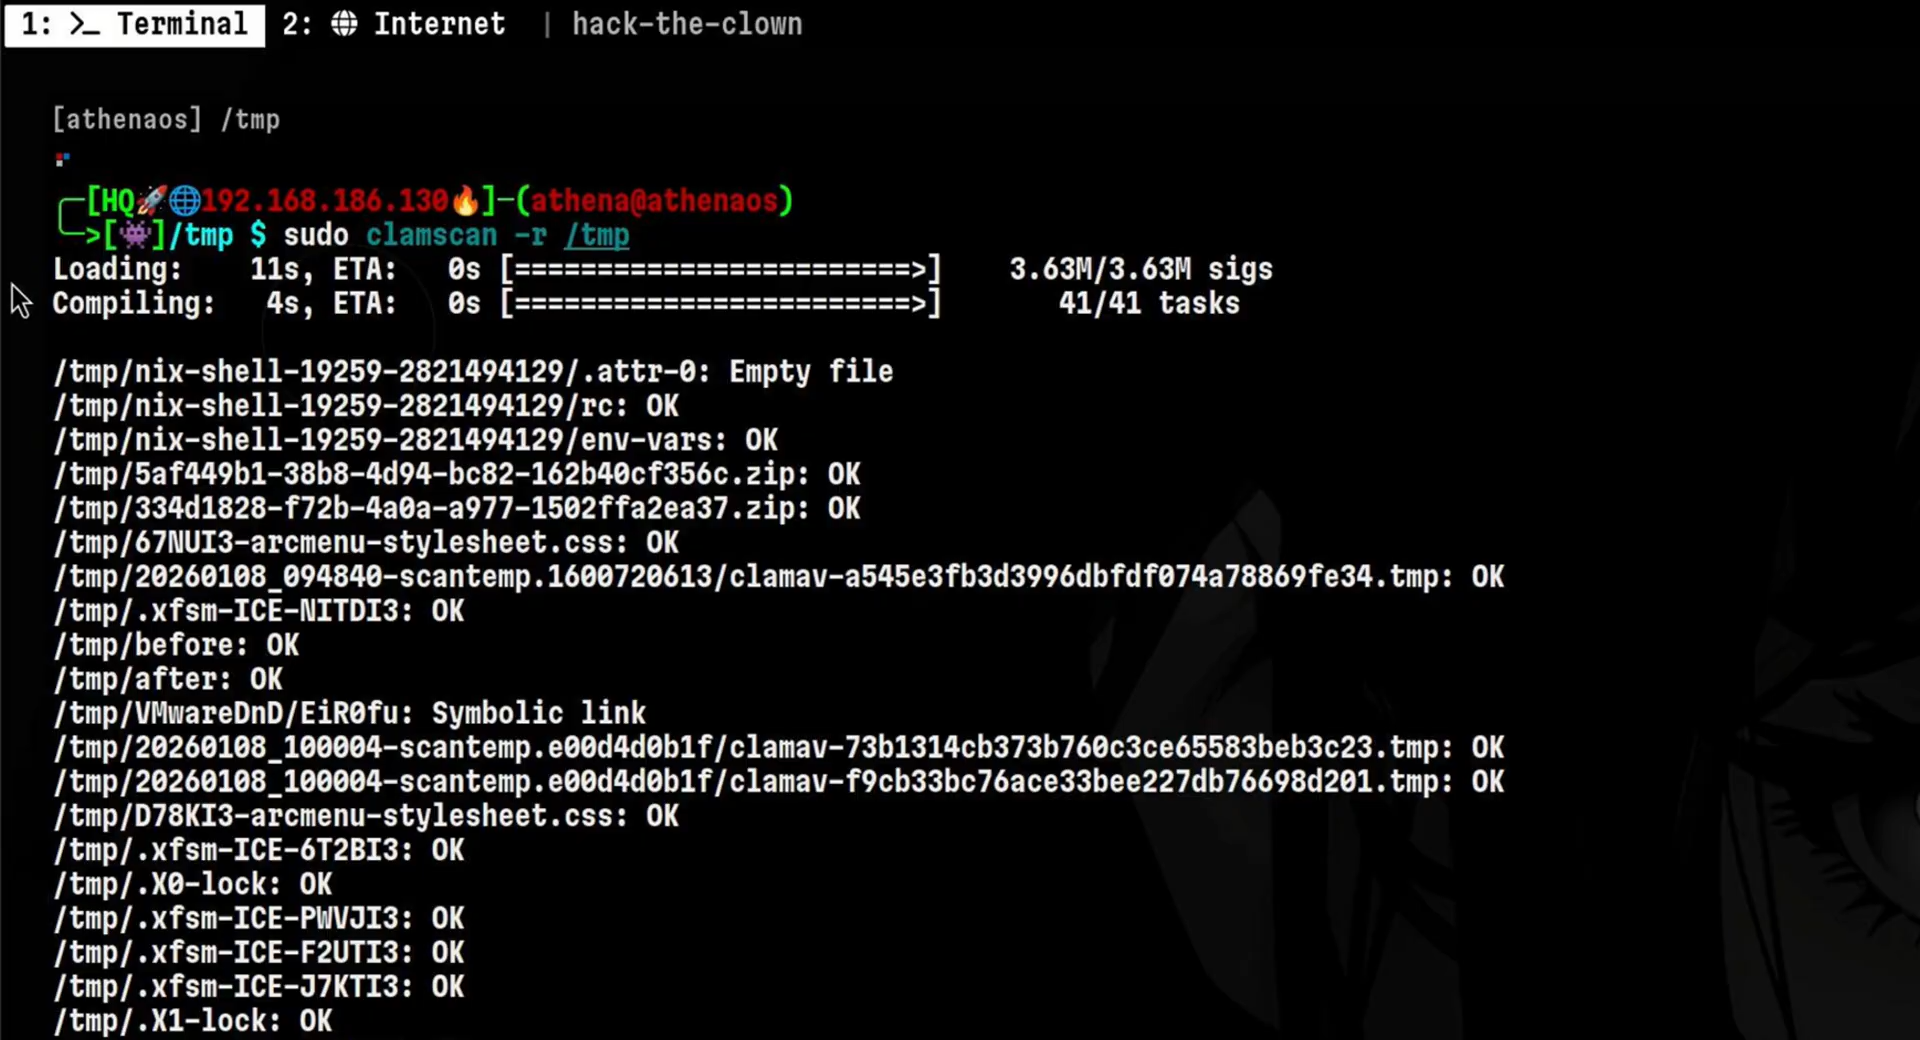 1: >_ Terminal 2: 🌐 Internet | hack-the-clown
[athenaos] /tmp
┌─[HQ🚀🌐192.168.186.130🔥]─(athena@athenaos)
└─>[👾]/tmp $ sudo clamscan -r /tmp
Loading:    11s, ETA:   0s [========================>]    3.63M/3.63M sigs
Compiling:   4s, ETA:   0s [========================>]       41/41 tasks
/tmp/nix-shell-19259-2821494129/.attr-0: Empty file
/tmp/nix-shell-19259-2821494129/rc: OK
/tmp/nix-shell-19259-2821494129/env-vars: OK
/tmp/5af449b1-38b8-4d94-bc82-162b40cf356c.zip: OK
/tmp/334d1828-f72b-4a0a-a977-1502ffa2ea37.zip: OK
/tmp/67NUI3-arcmenu-stylesheet.css: OK
/tmp/20260108_094840-scantemp.1600720613/clamav-a545e3fb3d3996dbfdf074a78869fe34.tmp: OK
/tmp/.xfsm-ICE-NITDI3: OK
/tmp/before: OK
/tmp/after: OK
/tmp/VMwareDnD/EiR0fu: Symbolic link
/tmp/20260108_100004-scantemp.e00d4d0b1f/clamav-73b1314cb373b760c3ce65583beb3c23.tmp: OK
/tmp/20260108_100004-scantemp.e00d4d0b1f/clamav-f9cb33bc76ace33bee227db76698d201.tmp: OK
/tmp/D78KI3-arcmenu-stylesheet.css: OK
/tmp/.xfsm-ICE-6T2BI3: OK
/tmp/.X0-lock: OK
/tmp/.xfsm-ICE-PWVJI3: OK
/tmp/.xfsm-ICE-F2UTI3: OK
/tmp/.xfsm-ICE-J7KTI3: OK
/tmp/.X1-lock: OK